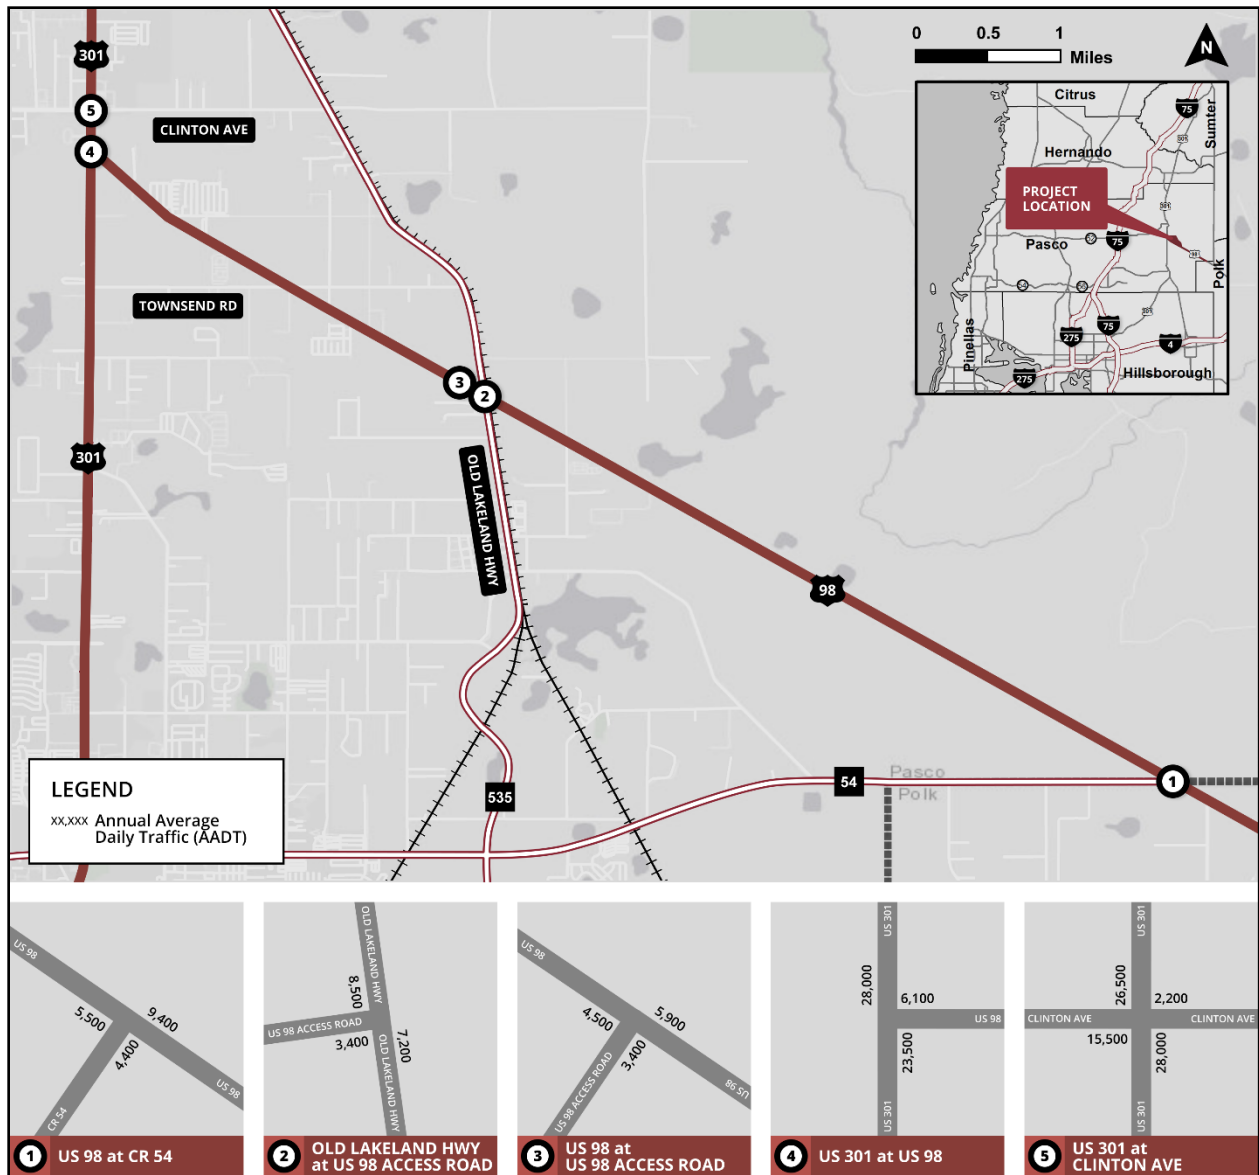 301
5
4
CLINTON AVE
TOWNSEND RD
301
3
2
OLD LAKELAND HWY
98
535
54
Pasco
Polk
1
0 0.5 1
Miles
N
Citrus
75
Sumter
301
Hernando
301
PROJECT
LOCATION
Pasco
52
75
98
Polk
54
56
301
75
275
4
Pinellas
275
Hillsborough
LEGEND
xx,xxx Annual Average
Daily Traffic (AADT)
US 98
5,500
9,400
4,400
CR 54
US 98
1 US 98 at CR 54
OLD LAKELAND HWY
8,500
US 98 ACCESS ROAD
3,400
7,200
OLD LAKELAND HWY
2 OLD LAKELAND HWY
at US 98 ACCESS ROAD
US 98
4,500
5,900
3,400
US 98 ACCESS ROAD
US 98
3 US 98 at
US 98 ACCESS ROAD
US 301
28,000
6,100
US 98
23,500
US 301
4 US 301 at US 98
US 301
26,500
2,200
CLINTON AVE
CLINTON AVE
15,500
28,000
US 301
5 US 301 at
CLINTON AVE